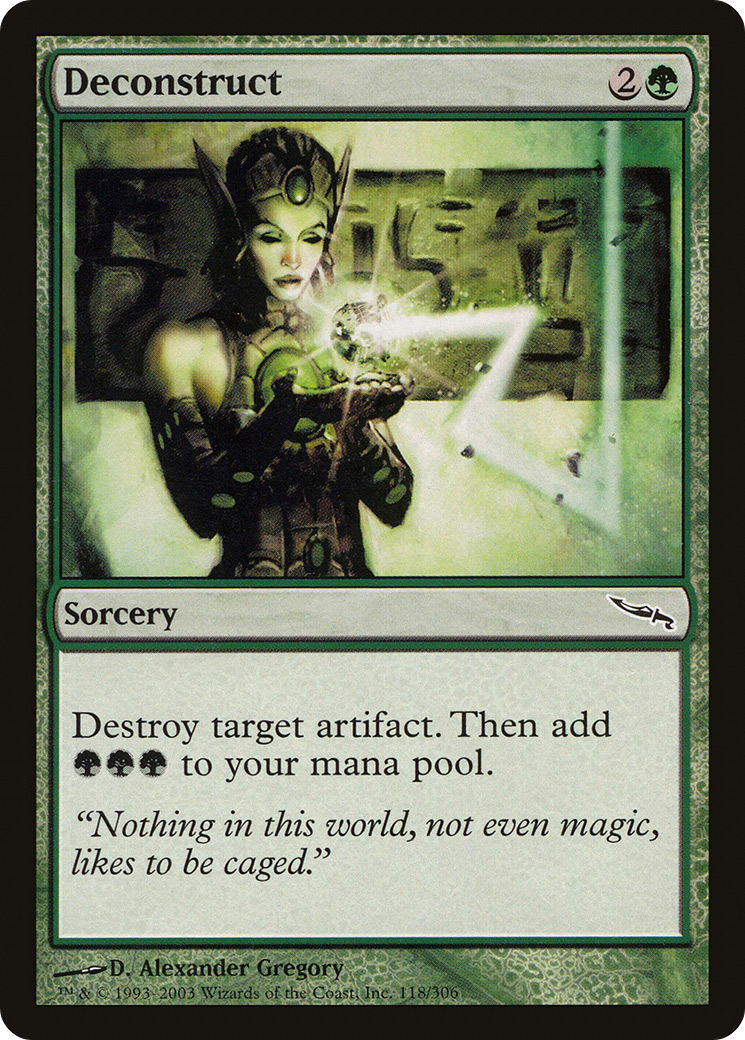 Deconstruct 2
Sorcery
Destroy target artifact. Then add
to your mana pool.
“Nothing in this world, not even magic,
likes to be caged.”
D. Alexander Gregory
™ & © 1993–2003 Wizards of the Coast, Inc. 118/306